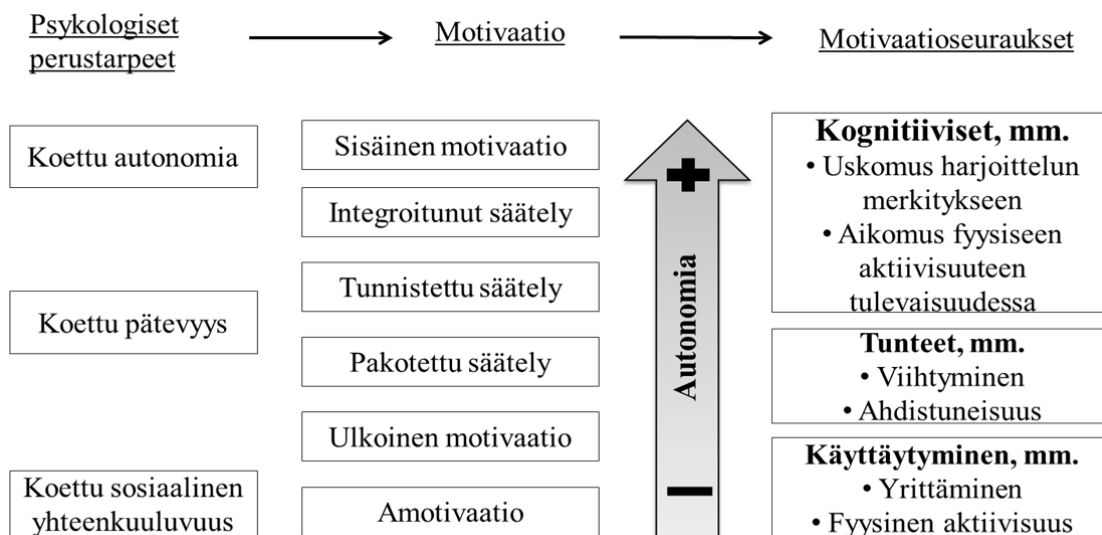 Psykologiset
perustarpeet
Motivaatio
Motivaatioseuraukset
Koettu autonomia
Koettu pätevyys
Koettu sosiaalinen
yhteenkuuluvuus
Sisäinen motivaatio
Integroitunut säätely
Tunnistettu säätely
Pakotettu säätely
Ulkoinen motivaatio
Amotivaatio
+
Autonomia
–
Kognitiiviset, mm.
• Uskomus harjoittelun
merkitykseen
• Aikomus fyysiseen
aktiivisuuteen
tulevaisuudessa
Tunteet, mm.
• Viihtyminen
• Ahdistuneisuus
Käyttäytyminen, mm.
• Yrittäminen
• Fyysinen aktiivisuus